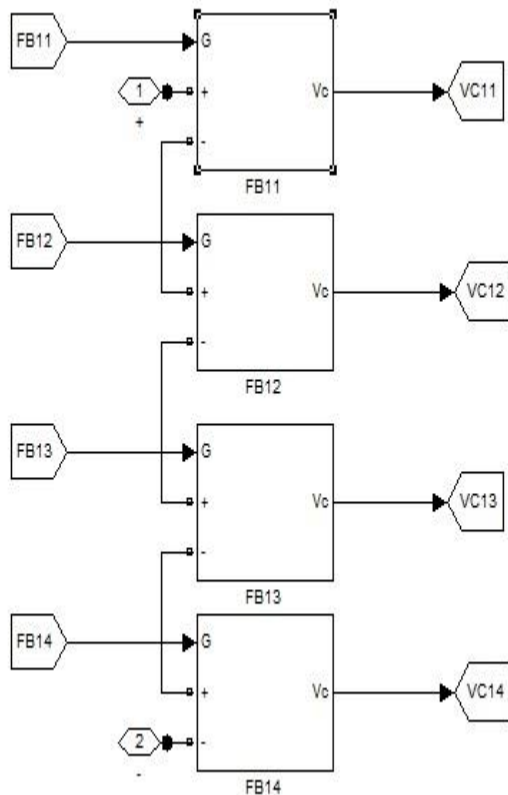 FB11
G
1
+
+
Vc
VC11
-
FB11
FB12
G
+
Vc
VC12
-
FB12
FB13
G
+
Vc
VC13
-
FB13
FB14
G
+
Vc
VC14
2
-
-
FB14